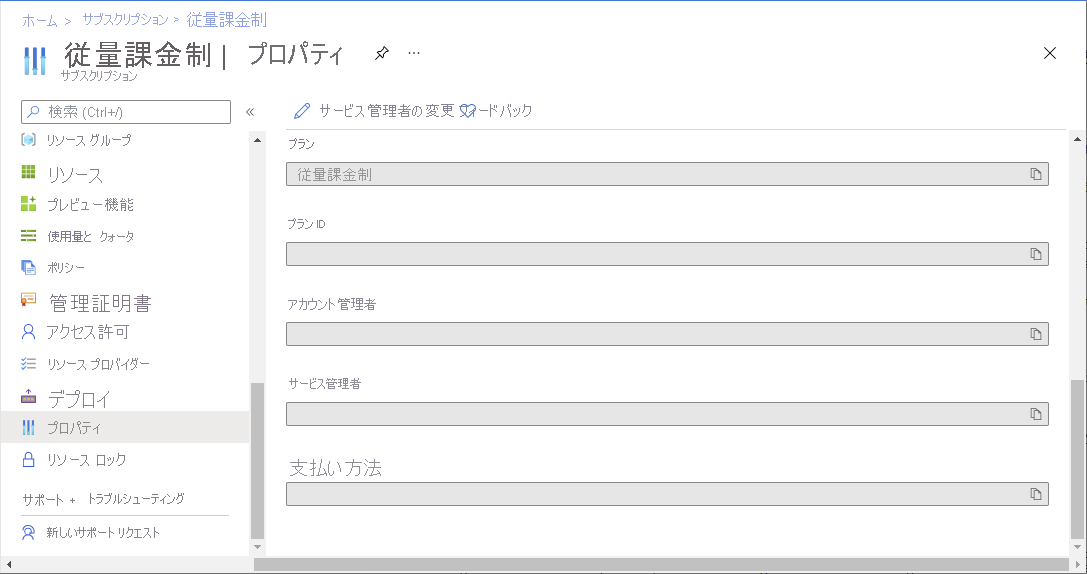 ホーム > サブスクリプション > 従量課金制
従量課金制 | プロパティ ...
サブスクリプション
検索 (Ctrl+/) «
リソース グループ
リソース
プレビュー機能
使用量と クォータ
ポリシー
管理証明書
アクセス許可
リソース プロバイダー
デプロイ
プロパティ
リソース ロック
サポート + トラブルシューティング
新しいサポート リクエスト
サービス管理者の変更 フィードバック
プラン
従量課金制
プラン ID
アカウント管理者
サービス管理者
支払い方法